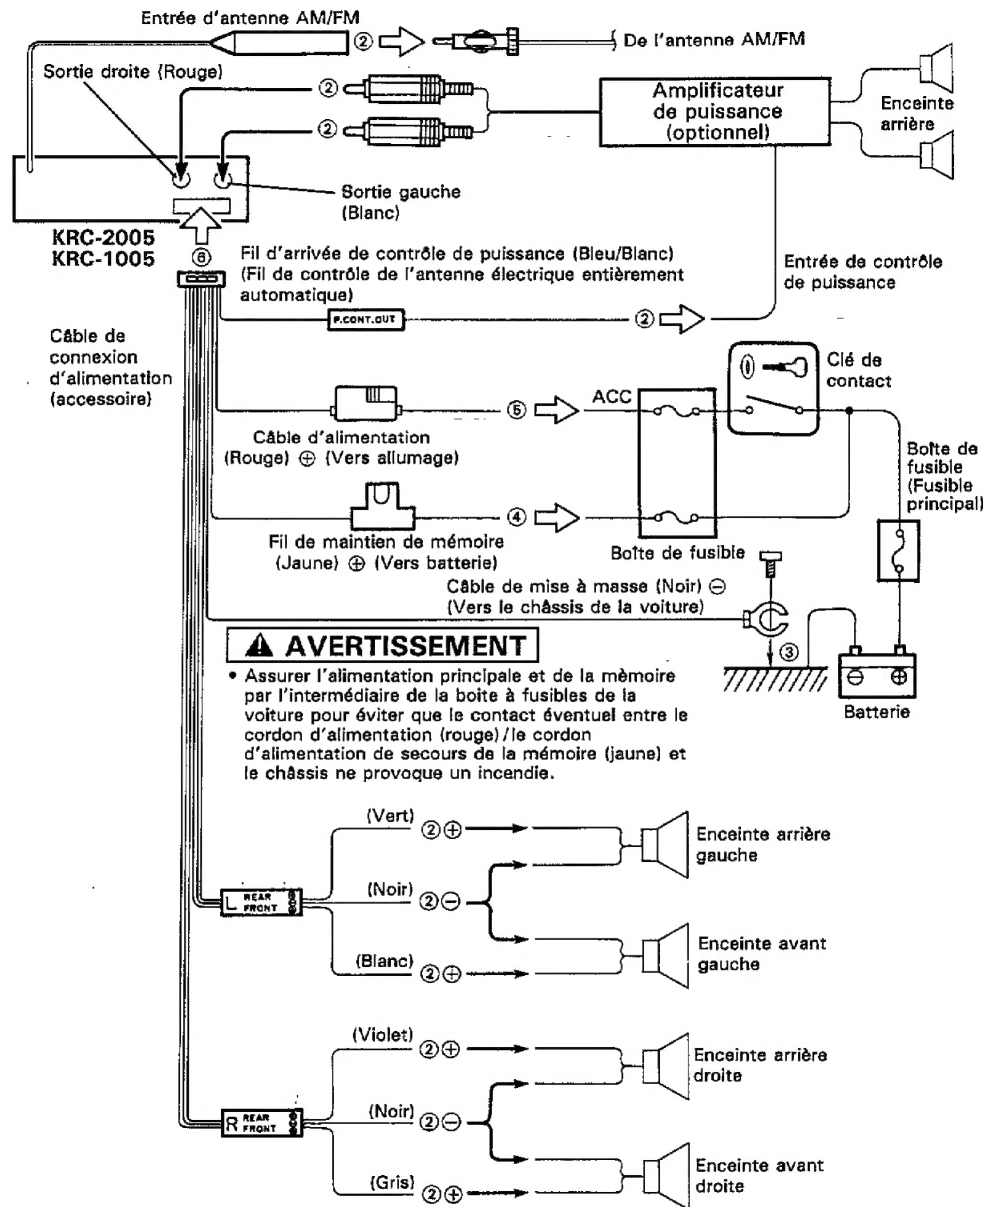 Entrée d'antenne AM/FM
②
De l'antenne AM/FM
Sortie droite (Rouge)
②
②
Amplificateur
de puissance
(optionnel)
Enceinte
arrière
Sortie gauche
(Blanc)
KRC-2005
KRC-1005
⑥
Fil d'arrivée de contrôle de puissance (Bleu/Blanc)
(Fil de contrôle de l'antenne électrique entièrement
automatique)
Entrée de contrôle
de puissance
P.CONT.OUT
②
Câble de
connexion
d'alimentation
(accessoire)
Clé de
contact
⑤
ACC
Câble d'alimentation
(Rouge) ⊕ (Vers allumage)
Boîte de
fusible
(Fusible
principal)
④
Fil de maintien de mémoire
(Jaune) ⊕ (Vers batterie)
Boîte de fusible
Câble de mise à masse (Noir) ⊖
(Vers le châssis de la voiture)
③
⊖ ⊕
Batterie
⚠ AVERTISSEMENT
• Assurer l'alimentation principale et de la mèmoire
par l'intermédiaire de la boite à fusibles de la
voiture pour éviter que le contact éventuel entre le
cordon d'alimentation (rouge)/le cordon
d'alimentation de secours de la mémoire (jaune) et
le châssis ne provoque un incendie.
(Vert)
②⊕
Enceinte arrière
gauche
L REAR
FRONT
(Noir)
②⊖
(Blanc)
②⊕
Enceinte avant
gauche
(Violet)
②⊕
Enceinte arrière
droite
R REAR
FRONT
(Noir)
②⊖
(Gris)
②⊕
Enceinte avant
droite